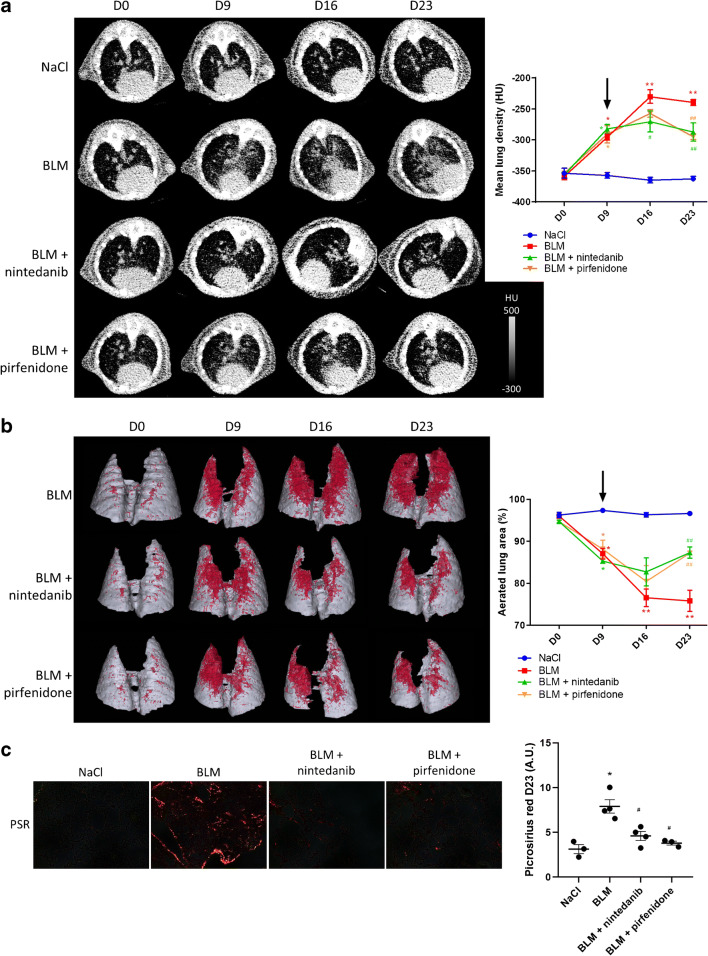 a
D0 D9 D16 D23
NaCl
BLM
BLM +
nintedanib
BLM +
pirfenidone
HU
500
-300
Mean lung density (HU)
-200
-250
-300
-350
-400
**
**
*
*
*
#
##
##
D0 D9 D16 D23
NaCl
BLM
BLM + nintedanib
BLM + pirfenidone
b
D0 D9 D16 D23
BLM
BLM +
nintedanib
BLM +
pirfenidone
Aerated lung area (%)
100
90
80
70
*
*
*
**
**
##
##
D0 D9 D16 D23
NaCl
BLM
BLM + nintedanib
BLM + pirfenidone
c
NaCl BLM BLM + nintedanib BLM + pirfenidone
PSR
Picrosirius red D23 (A.U.)
15
10
5
0
*
#
#
NaCl
BLM
BLM + nintedanib
BLM + pirfenidone